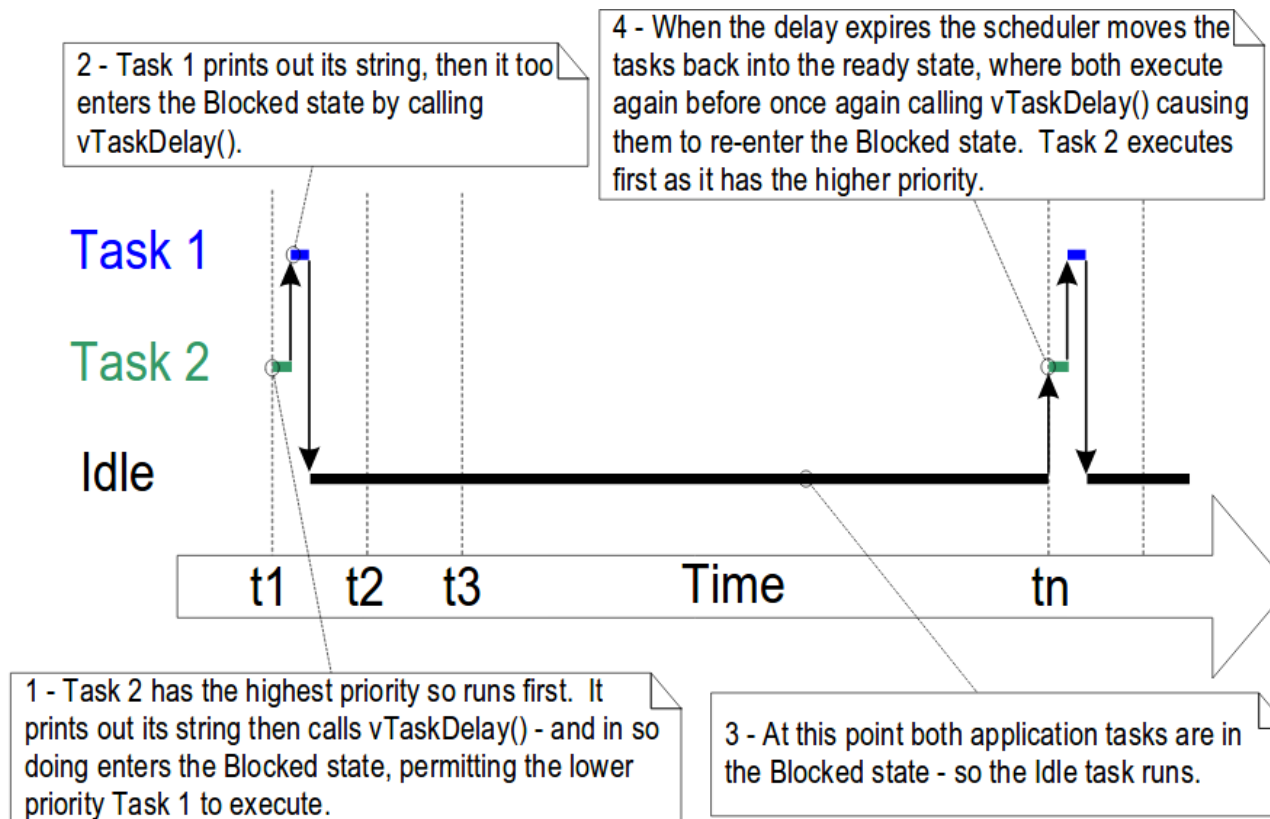 2 - Task 1 prints out its string, then it too
enters the Blocked state by calling
vTaskDelay().
4 - When the delay expires the scheduler moves the
tasks back into the ready state, where both execute
again before once again calling vTaskDelay() causing
them to re-enter the Blocked state. Task 2 executes
first as it has the higher priority.
Task 1
Task 2
Idle
t1 t2 t3 Time tn
1 - Task 2 has the highest priority so runs first. It
prints out its string then calls vTaskDelay() - and in so
doing enters the Blocked state, permitting the lower
priority Task 1 to execute.
3 - At this point both application tasks are in
the Blocked state - so the Idle task runs.